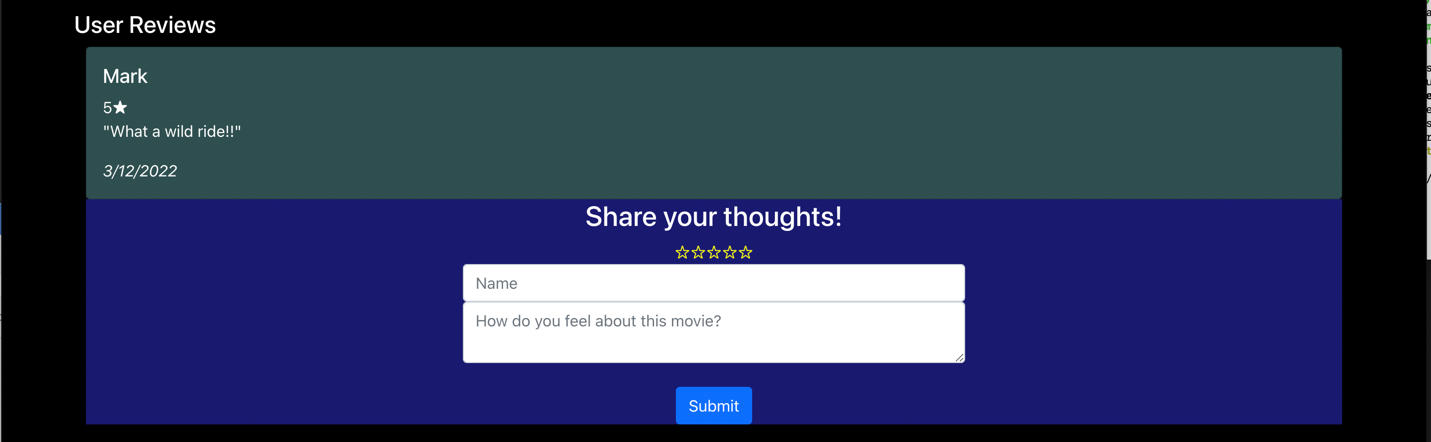 User Reviews
Mark
5★
"What a wild ride!!"
3/12/2022
Share your thoughts!
☆☆☆☆☆
Name
How do you feel about this movie?
Submit